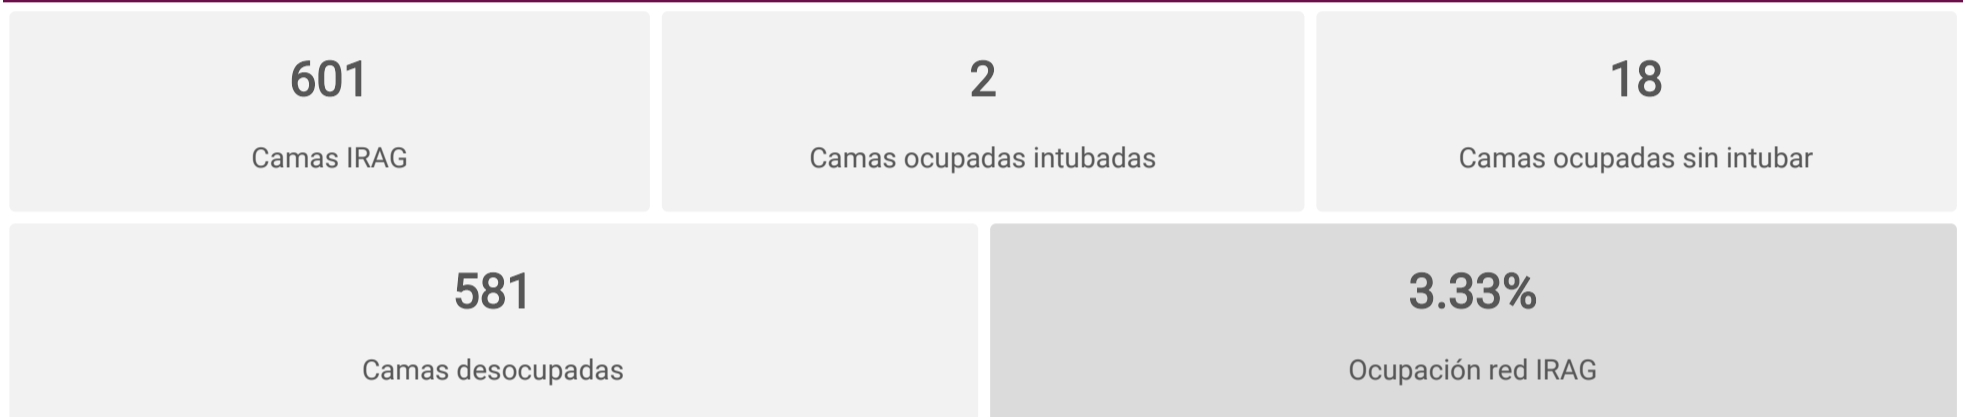 601
Camas IRAG
2
Camas ocupadas intubadas
18
Camas ocupadas sin intubar
581
Camas desocupadas
3.33%
Ocupación red IRAG